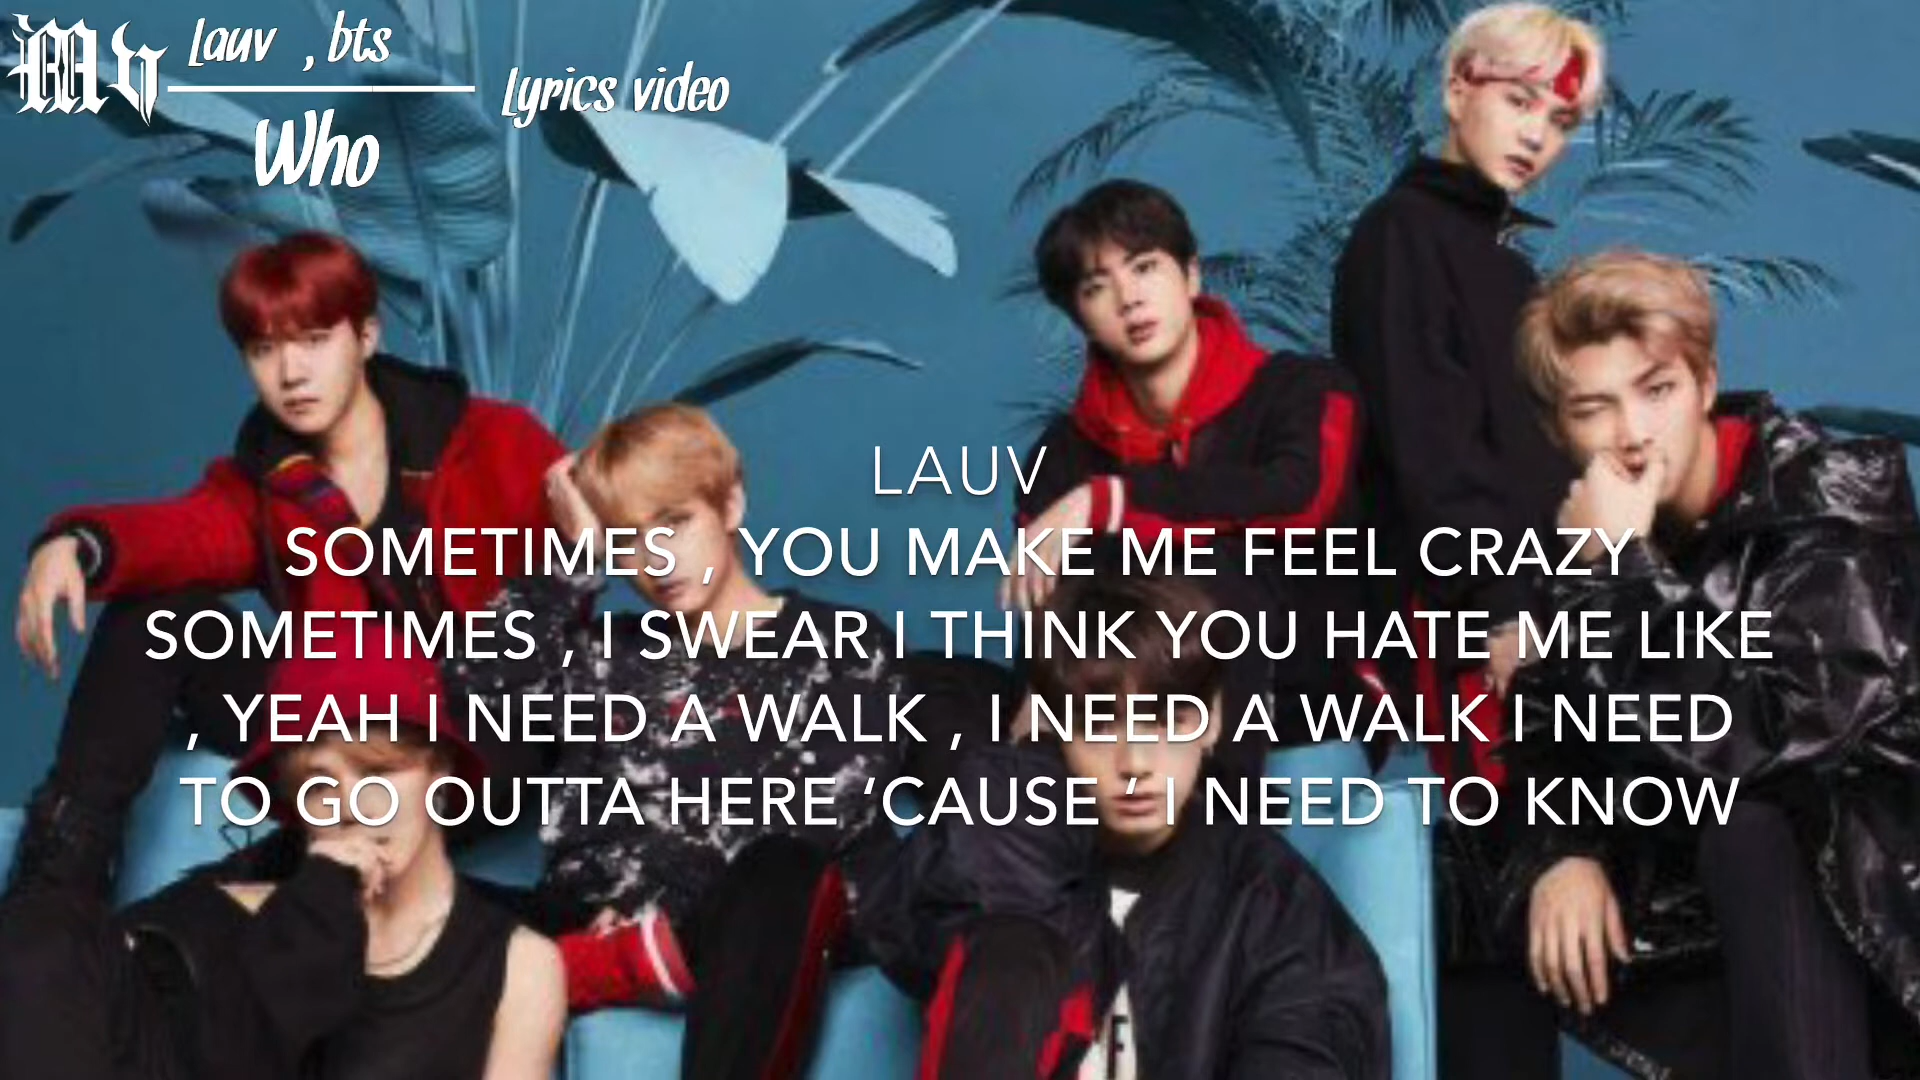 Lauv , bts
Who
Lyrics video
LAUV
SOMETIMES , YOU MAKE ME FEEL CRAZY
SOMETIMES , I SWEAR I THINK YOU HATE ME LIKE
, YEAH I NEED A WALK , I NEED A WALK I NEED
TO GO OUTTA HERE ‘CAUSE ‘ I NEED TO KNOW